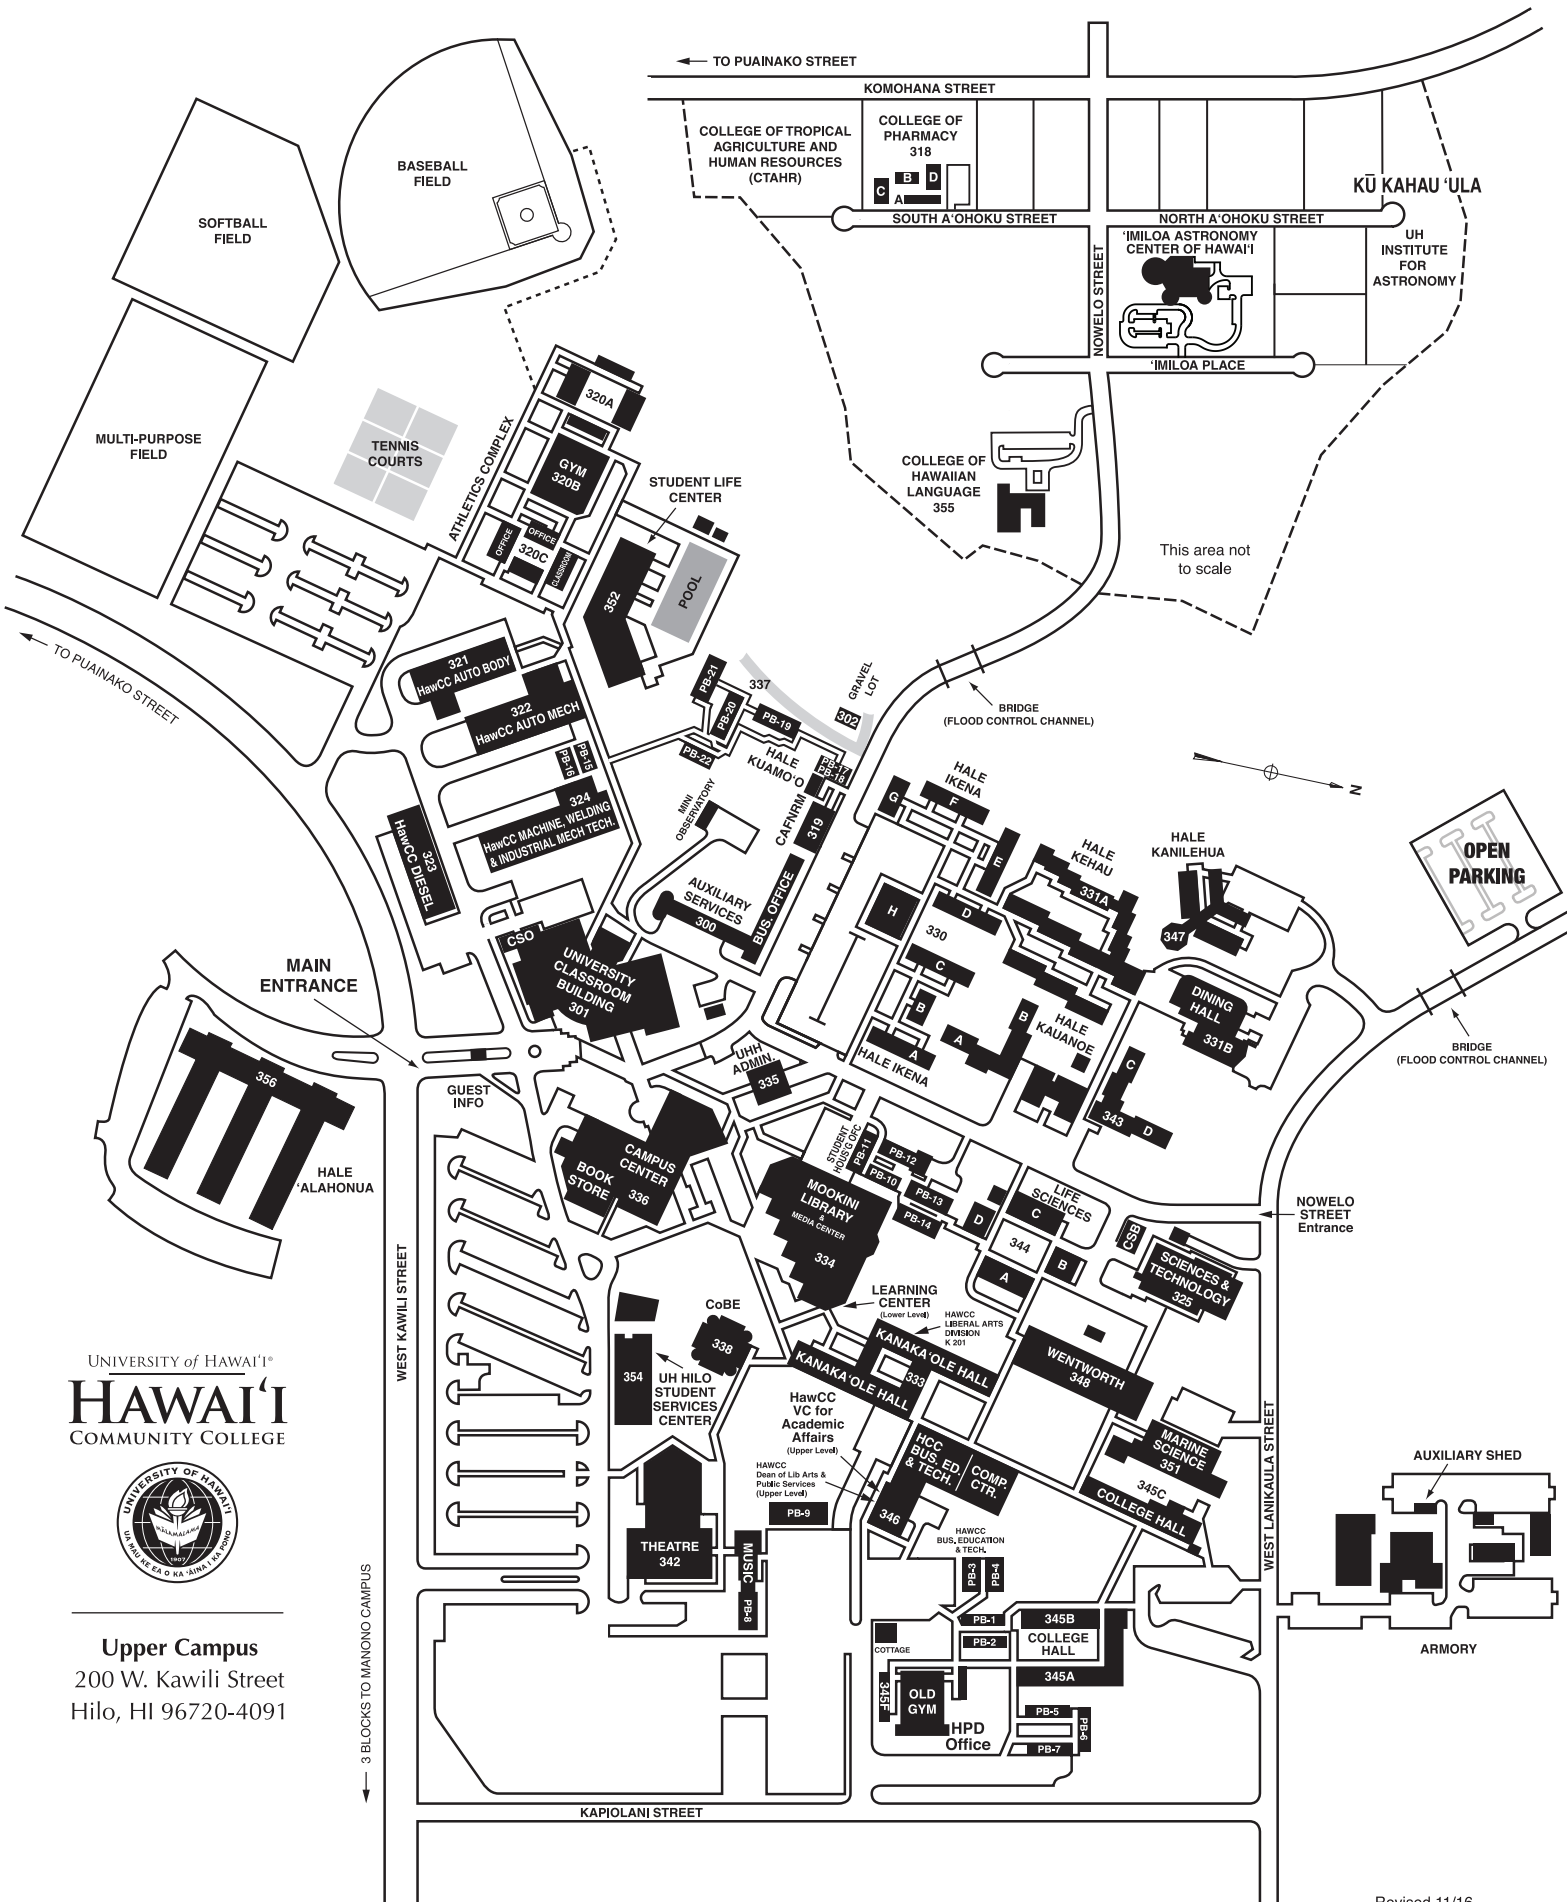 TO PUAINAKO STREET
KOMOHANA STREET
COLLEGE OF TROPICAL
AGRICULTURE AND
HUMAN RESOURCES
(CTAHR)
COLLEGE OF
PHARMACY
318
B
D
C
A
KŪ KAHAU ‘ULA
SOUTH A‘OHOKU STREET
NORTH A‘OHOKU STREET
‘IMILOA ASTRONOMY
CENTER OF HAWAI‘I
UH
INSTITUTE
FOR
ASTRONOMY
NOWELO STREET
‘IMILOA PLACE
BASEBALL
FIELD
SOFTBALL
FIELD
MULTI-PURPOSE
FIELD
TENNIS
COURTS
ATHLETICS COMPLEX
320A
GYM
320B
OFFICE
OFFICE
320C
CLASSROOM
STUDENT LIFE
CENTER
352
POOL
COLLEGE OF
HAWAIIAN
LANGUAGE
355
This area not
to scale
TO PUAINAKO STREET
321
HawCC AUTO BODY
322
HawCC AUTO MECH
PB-16
PB-15
324
HawCC MACHINE, WELDING
& INDUSTRIAL MECH TECH.
323
HawCC DIESEL
PB-21
337
PB-20
PB-19
PB-22
HALE
KUAMO‘O
302
GRAVEL
LOT
PB-17
PB-18
BRIDGE
(FLOOD CONTROL CHANNEL)
MINI
OBSERVATORY
CAFNRM
319
AUXILIARY
SERVICES
300
BUS. OFFICE
G
HALE
IKENA
F
E
HALE
KEHAU
331A
H
D
330
C
B
A
HALE IKENA
B
A
HALE
KAUANOE
C
343
D
N
HALE
KANILEHUA
347
DINING
HALL
331B
OPEN
PARKING
BRIDGE
(FLOOD CONTROL CHANNEL)
MAIN
ENTRANCE
CSO
UNIVERSITY
CLASSROOM
BUILDING
301
UHH
ADMIN.
335
356
HALE
‘ALAHONUA
GUEST
INFO
CAMPUS
CENTER
336
BOOK
STORE
STUDENT
HOUS'G OFC
PB-11
PB-12
PB-10
PB-13
PB-14
MOOKINI
LIBRARY
&
MEDIA CENTER
334
LIFE
SCIENCES
D
C
344
B
A
CSB
SCIENCES &
TECHNOLOGY
325
NOWELO
STREET
Entrance
WEST KAWILI STREET
LEARNING
CENTER
(Lower Level)
HAWCC
LIBERAL ARTS
DIVISION
K 201
CoBE
338
354
UH HILO
STUDENT
SERVICES
CENTER
KANAKA‘OLE HALL
333
KANAKA‘OLE HALL
WENTWORTH
348
HawCC
VC for
Academic
Affairs
(Upper Level)
HAWCC
Dean of Lib Arts &
Public Services
(Upper Level)
HCC
BUS. ED.
& TECH.
COMP.
CTR.
346
MARINE
SCIENCE
351
345C
COLLEGE HALL
WEST LANIKAULA STREET
AUXILIARY SHED
ARMORY
PB-9
THEATRE
342
MUSIC
PB-8
HAWCC
BUS. EDUCATION
& TECH.
PB-3
PB-4
PB-1
PB-2
345B
COLLEGE
HALL
345A
COTTAGE
345F
OLD
GYM
HPD
Office
PB-5
PB-6
PB-7
KAPIOLANI STREET
3 BLOCKS TO MANONO CAMPUS
UNIVERSITY of HAWAI‘I®
HAWAI‘I
COMMUNITY COLLEGE
UNIVERSITY OF HAWAI‘I
MĀLAMALAMA
1907
UA MAU KE EA O KA ‘ĀINA I KA PONO
Upper Campus
200 W. Kawili Street
Hilo, HI 96720-4091